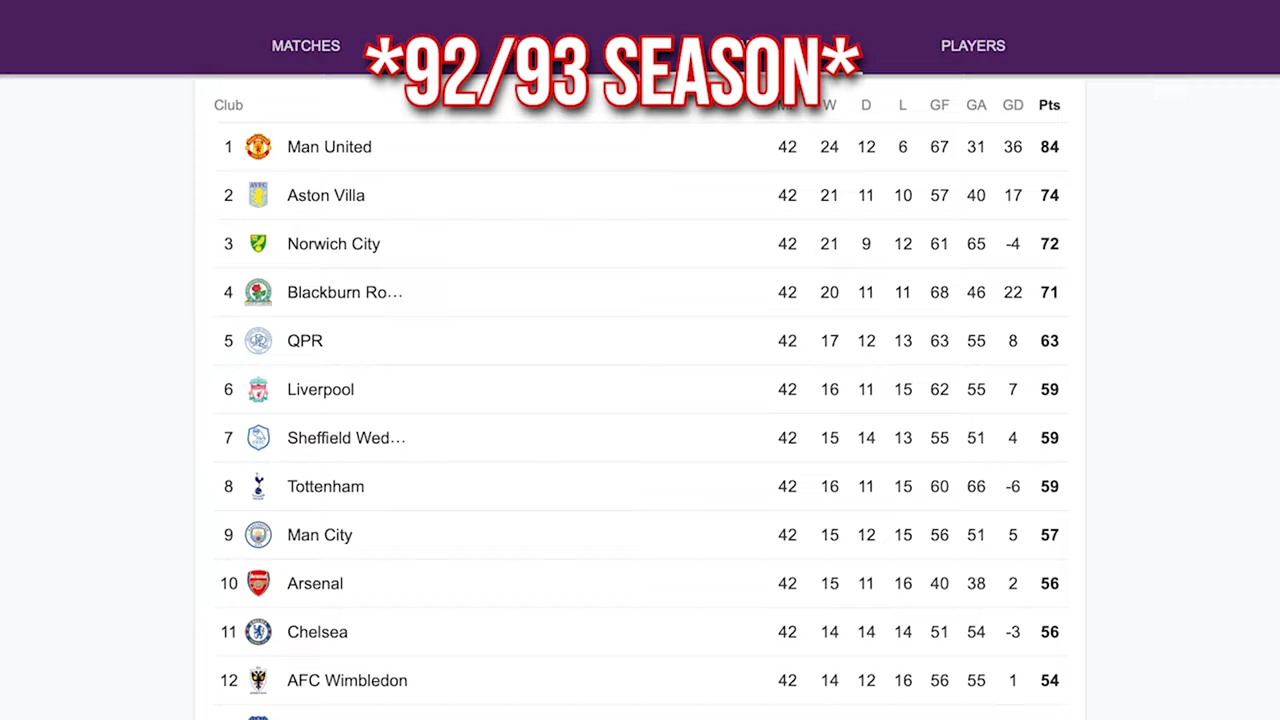 MATCHES *92/93 SEASON* PLAYERS
Club W D L GF GA GD Pts
1 Man United 42 24 12 6 67 31 36 84
2 Aston Villa 42 21 11 10 57 40 17 74
3 Norwich City 42 21 9 12 61 65 -4 72
4 Blackburn Ro... 42 20 11 11 68 46 22 71
5 QPR 42 17 12 13 63 55 8 63
6 Liverpool 42 16 11 15 62 55 7 59
7 Sheffield Wed... 42 15 14 13 55 51 4 59
8 Tottenham 42 16 11 15 60 66 -6 59
9 Man City 42 15 12 15 56 51 5 57
10 Arsenal 42 15 11 16 40 38 2 56
11 Chelsea 42 14 14 14 51 54 -3 56
12 AFC Wimbledon 42 14 12 16 56 55 1 54